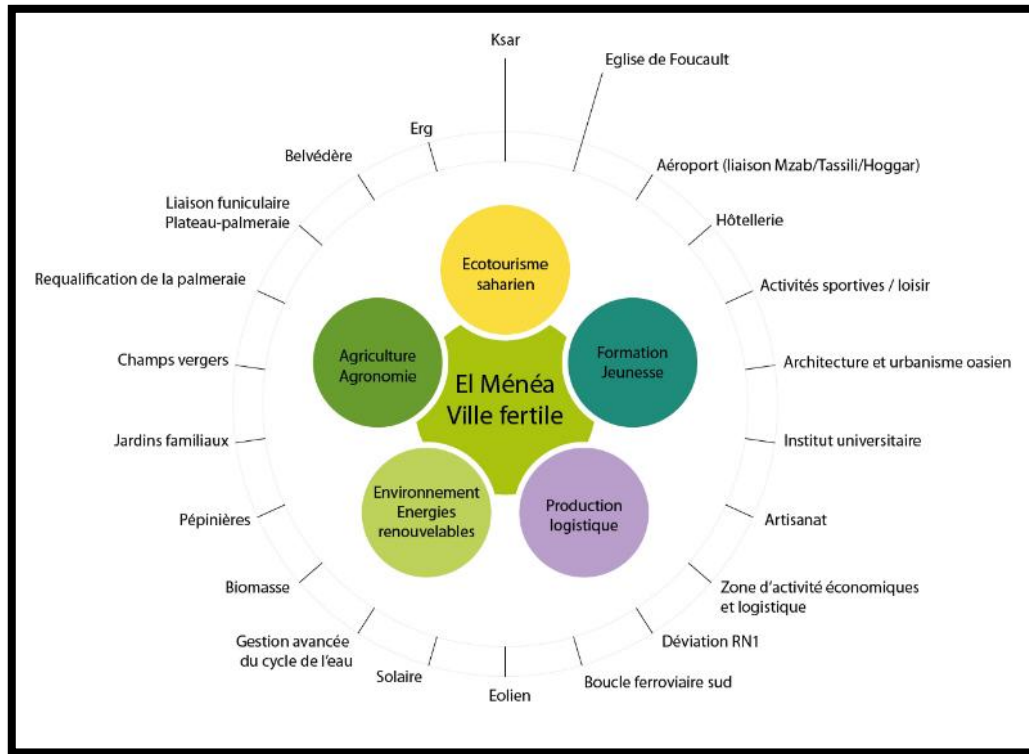 Ksar
Eglise de Foucault
Aéroport (liaison Mzab/Tassili/Hoggar)
Hôtellerie
Activités sportives / loisir
Architecture et urbanisme oasien
Institut universitaire
Artisanat
Zone d'activité économiques
et logistique
Déviation RN1
Boucle ferroviaire sud
Eolien
Solaire
Gestion avancée
du cycle de l'eau
Biomasse
Pépinières
Jardins familiaux
Champs vergers
Requalification de la palmeraie
Liaison funiculaire
Plateau-palmeraie
Belvédère
Erg
Ecotourisme
saharien
Formation
Jeunesse
Production
logistique
Environnement
Energies
renouvelables
Agriculture
Agronomie
El Ménéa
Ville fertile